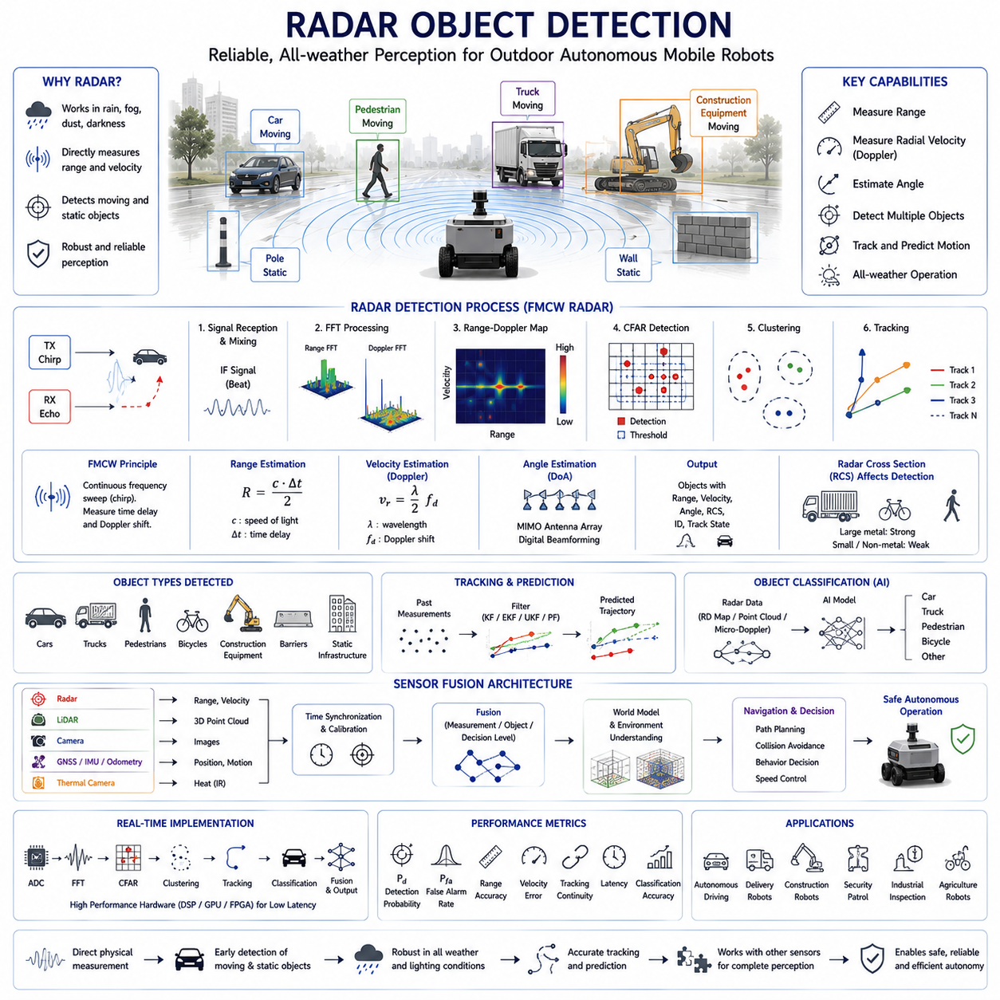 RADAR OBJECT DETECTION
Reliable, All-weather Perception for Outdoor Autonomous Mobile Robots
WHY RADAR?
Works in rain, fog,
dust, darkness
Directly measures
range and velocity
Detects moving and
static objects
Robust and reliable
perception
Car
Moving
Pedestrian
Moving
Truck
Moving
Construction
Equipment
Moving
Pole
Static
Wall
Static
KEY CAPABILITIES
Measure Range
Measure Radial Velocity
(Doppler)
Estimate Angle
Detect Multiple Objects
Track and Predict Motion
All-weather Operation
RADAR DETECTION PROCESS (FMCW RADAR)
TX
Chirp
RX
Echo
1. Signal Reception
& Mixing
IF Signal
(Beat)
2. FFT Processing
Range FFT
Doppler FFT
3. Range-Doppler Map
Velocity
Range
High
Low
4. CFAR Detection
Detection
Threshold
5. Clustering
6. Tracking
Track 1
Track 2
Track 3
Track N
FMCW Principle
Continuous frequency
sweep (chirp).
Measure time delay
and Doppler shift.
Range Estimation
R = c · Δt / 2
c : speed of light
Δt : time delay
Velocity Estimation
(Doppler)
v_r = λ / 2 f_d
λ : wavelength
f_d : Doppler shift
Angle Estimation
(DoA)
MIMO Antenna Array
Digital Beamforming
Output
Objects with
Range, Velocity,
Angle, RCS,
ID, Track State
Radar Cross Section
(RCS) Affects Detection
Large metal: Strong
Small / Non-metal: Weak
OBJECT TYPES DETECTED
Cars
Trucks
Pedestrians
Bicycles
Construction
Equipment
Barriers
Static
Infrastructure
TRACKING & PREDICTION
Past
Measurements
Filter
(KF / EKF / UKF / PF)
Predicted
Trajectory
OBJECT CLASSIFICATION (AI)
Radar Data
(RD Map / Point Cloud /
Micro-Doppler)
AI Model
Car
Truck
Pedestrian
Bicycle
Other
SENSOR FUSION ARCHITECTURE
Radar
LiDAR
Camera
GNSS / IMU / Odometry
Thermal Camera
Range, Velocity
3D Point Cloud
Images
Position, Motion
Heat (IR)
Time Synchronization
& Calibration
Fusion
(Measurement / Object /
Decision Level)
World Model
& Environment
Understanding
Navigation & Decision
Path Planning
Collision Avoidance
Behavior Decision
Speed Control
Safe Autonomous
Operation
REAL-TIME IMPLEMENTATION
ADC
FFT
CFAR
Clustering
Tracking
Classification
Fusion
& Output
High Performance Hardware (DSP / GPU / FPGA) for Low Latency
PERFORMANCE METRICS
P_d
Detection
Probability
P_fa
False Alarm
Rate
Range
Accuracy
Velocity
Error
Tracking
Continuity
Latency
Classification
Accuracy
APPLICATIONS
Autonomous
Driving
Delivery
Robots
Construction
Robots
Security
Patrol
Industrial
Inspection
Agriculture
Robots
Direct physical
measurement
Early detection of
moving & static objects
Robust in all weather
and lighting conditions
Accurate tracking
and prediction
Works with other sensors
for complete perception
Enables safe, reliable
and efficient autonomy